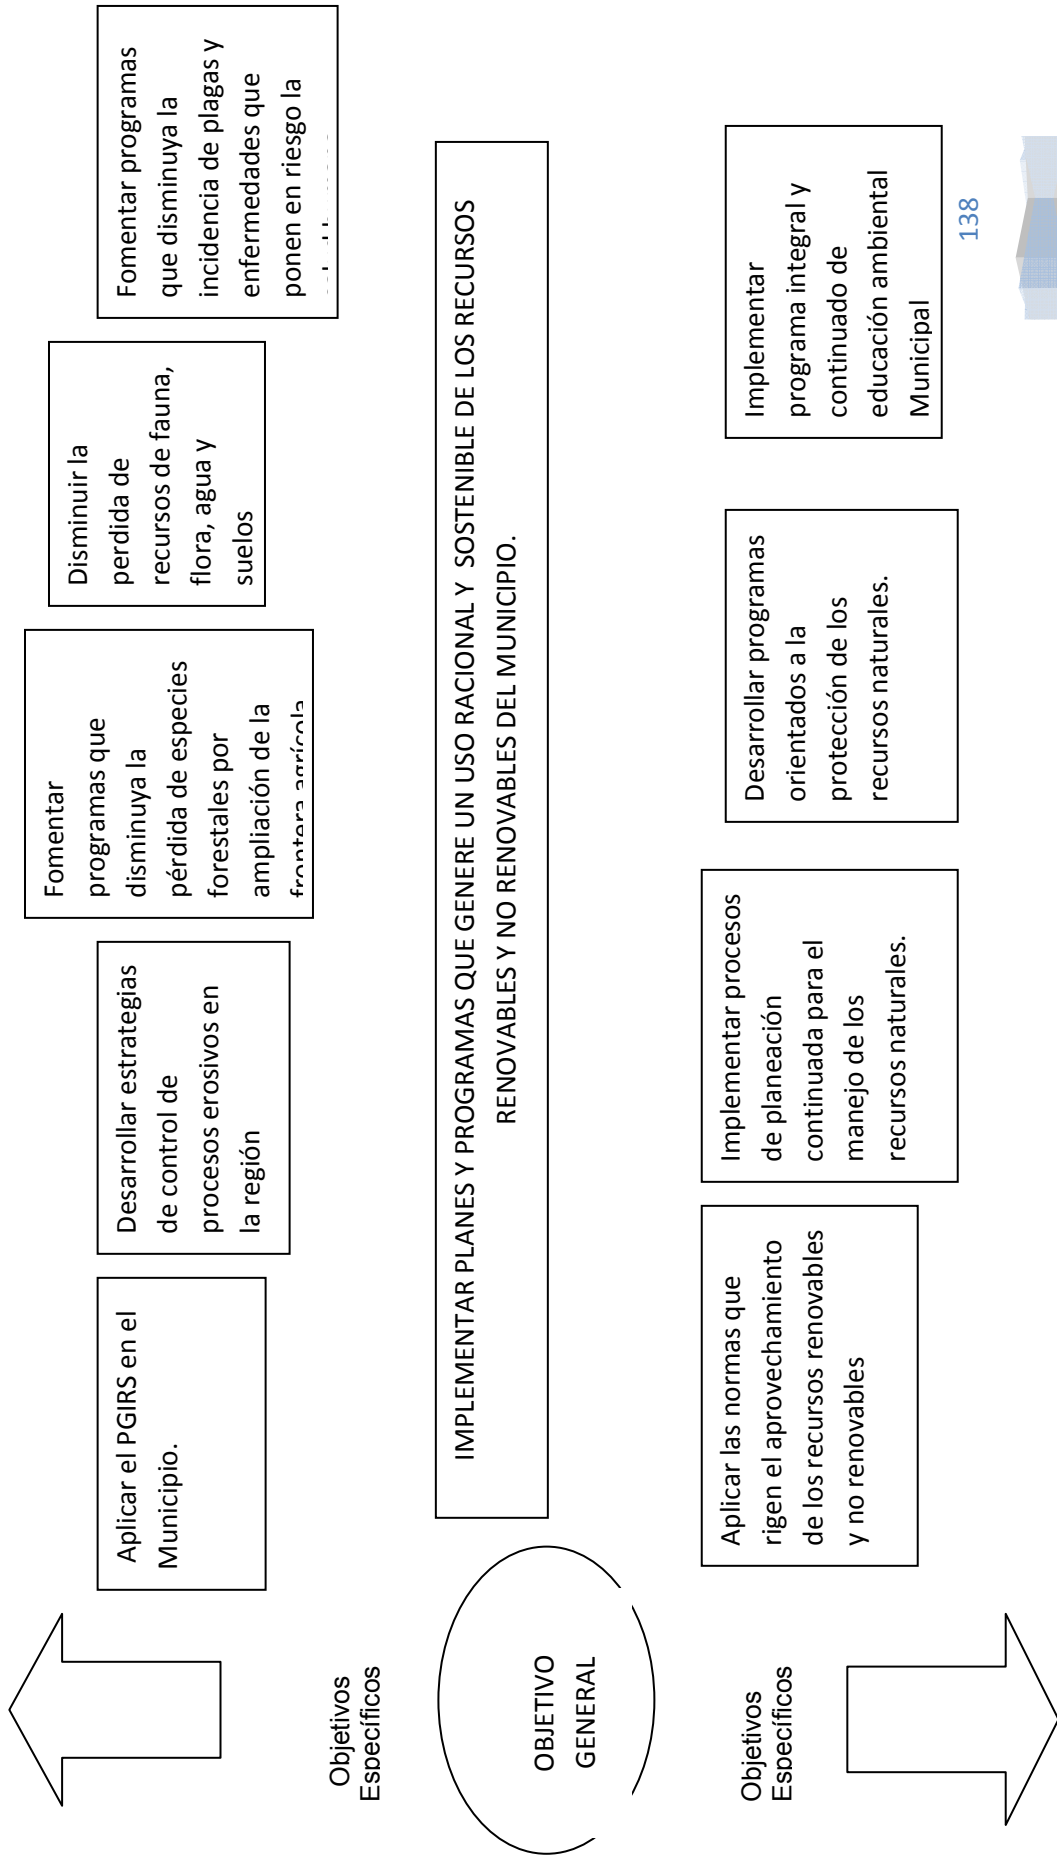 Aplicar el PGIRS en el
Municipio.
Desarrollar estrategias
de control de
procesos erosivos en
la región
Fomentar
programas que
disminuya la
pérdida de especies
forestales por
ampliación de la
frontera agrícola
Disminuir la
perdida de
recursos de fauna,
flora, agua y
suelos
Fomentar programas
que disminuya la
incidencia de plagas y
enfermedades que
ponen en riesgo la
Objetivos
Específicos
OBJETIVO
GENERAL
IMPLEMENTAR PLANES Y PROGRAMAS QUE GENERE UN USO RACIONAL Y SOSTENIBLE DE LOS RECURSOS
RENOVABLES Y NO RENOVABLES DEL MUNICIPIO.
Objetivos
Específicos
Aplicar las normas que
rigen el aprovechamiento
de los recursos renovables
y no renovables
Implementar procesos
de planeación
continuada para el
manejo de los
recursos naturales.
Desarrollar programas
orientados a la
protección de los
recursos naturales.
Implementar
programa integral y
continuado de
educación ambiental
Municipal
138